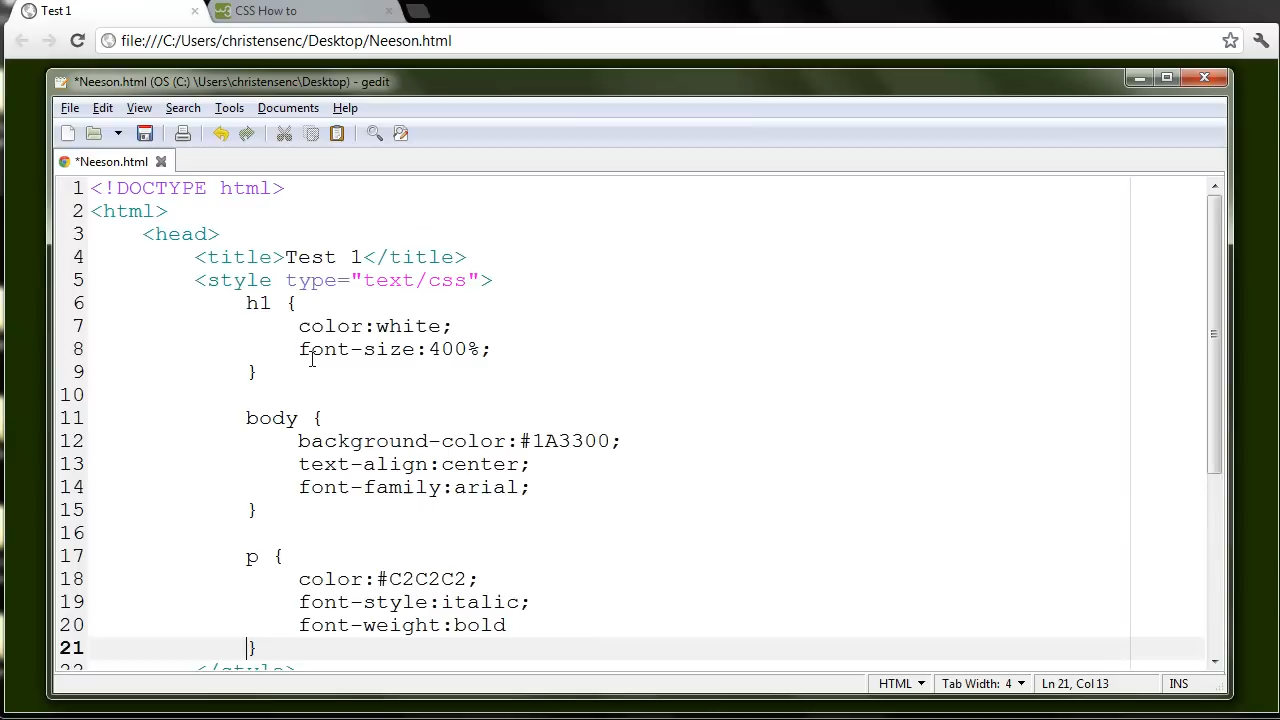 Test 1
CSS How to
file:///C:/Users/christensenc/Desktop/Neeson.html
*Neeson.html (OS (C:) \Users\christensenc\Desktop) - gedit
File Edit View Search Tools Documents Help
*Neeson.html
1 <!DOCTYPE html>
2 <html>
3 <head>
4 <title>Test 1</title>
5 <style type="text/css">
6 h1 {
7 color:white;
8 font-size:400%;
9 }
10
11 body {
12 background-color:#1A3300;
13 text-align:center;
14 font-family:arial;
15 }
16
17 p {
18 color:#C2C2C2;
19 font-style:italic;
20 font-weight:bold
21 }
22 </style>
HTML Tab Width: 4 Ln 21, Col 13 INS